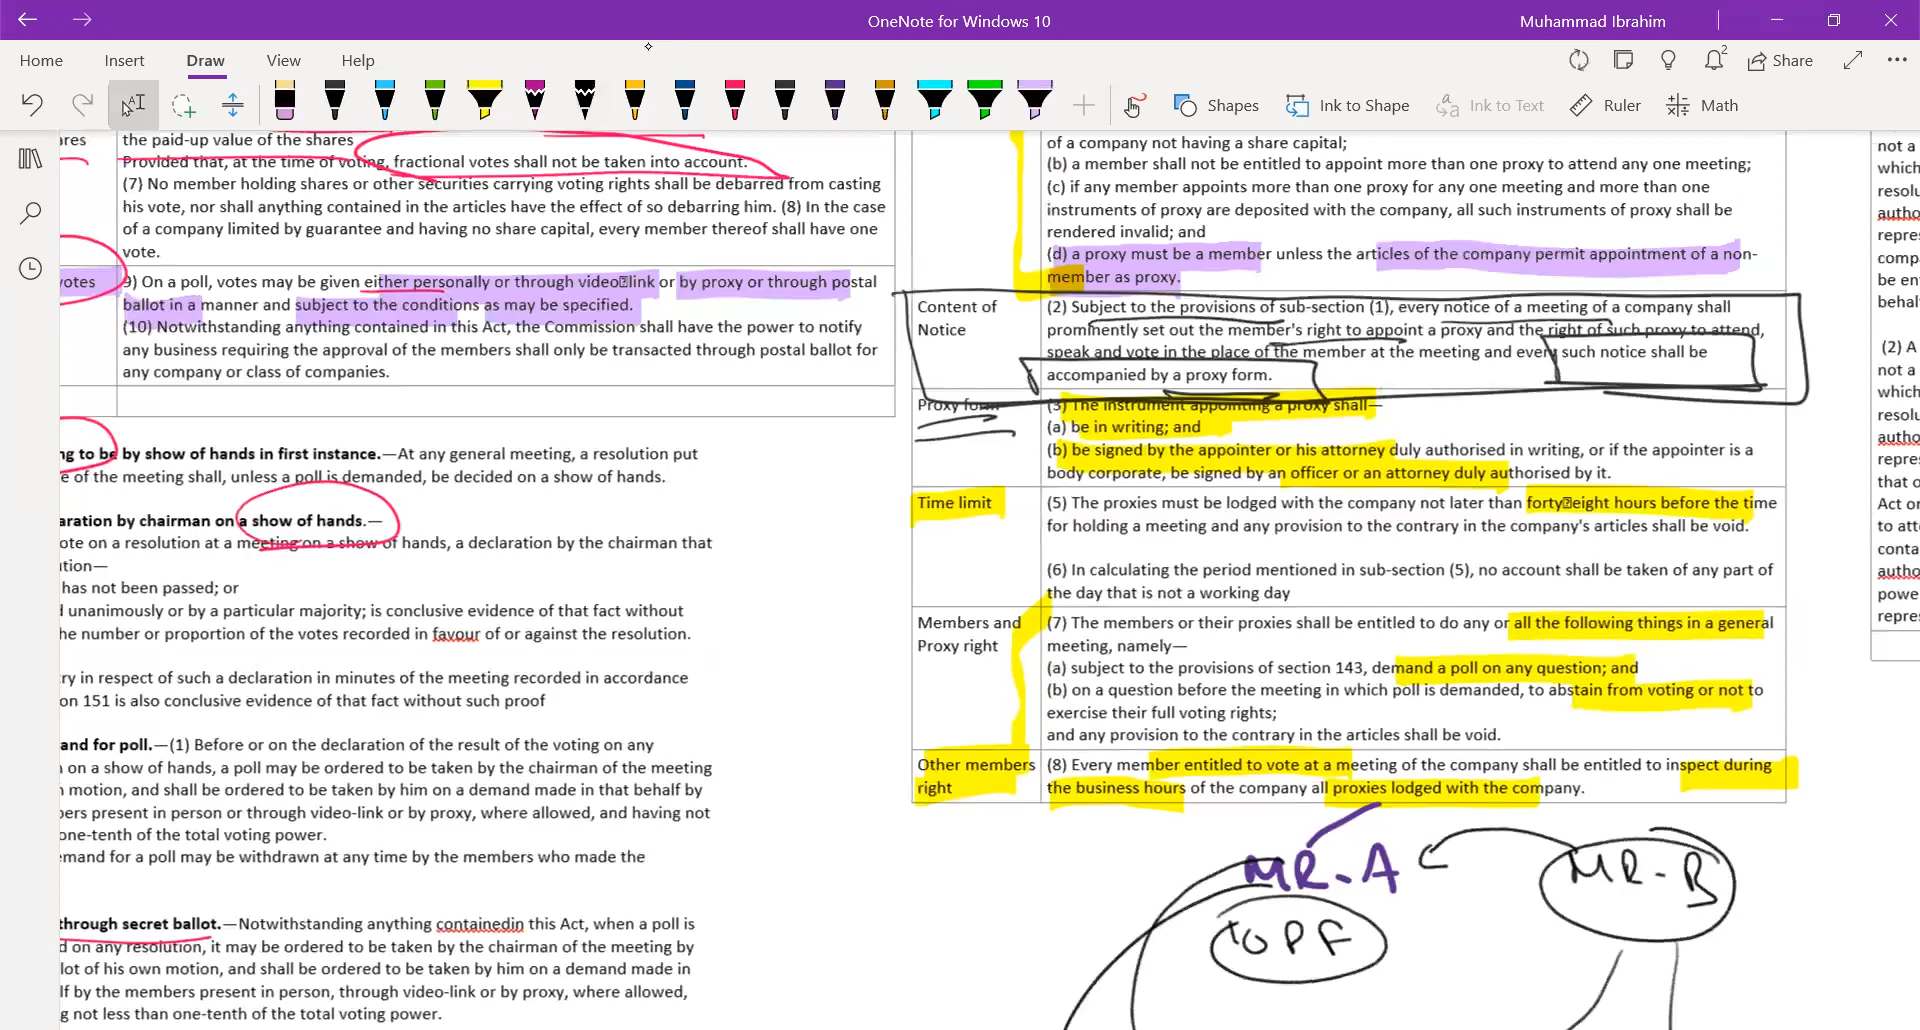 OneNote for Windows 10
Muhammad Ibrahim
Home Insert Draw View Help
2
Share
Shapes Ink to Shape Ink to Text Ruler Math
ares
the paid-up value of the shares
Provided that, at the time of voting, fractional votes shall not be taken into account.
(7) No member holding shares or other securities carrying voting rights shall be debarred from casting
his vote, nor shall anything contained in the articles have the effect of so debarring him. (8) In the case
of a company limited by guarantee and having no share capital, every member thereof shall have one
vote.
votes
9) On a poll, votes may be given either personally or through video⍰link or by proxy or through postal
ballot in a manner and subject to the conditions as may be specified.
(10) Notwithstanding anything contained in this Act, the Commission shall have the power to notify
any business requiring the approval of the members shall only be transacted through postal ballot for
any company or class of companies.
ng to be by show of hands in first instance.—At any general meeting, a resolution put
e of the meeting shall, unless a poll is demanded, be decided on a show of hands.
aration by chairman on a show of hands.—
ote on a resolution at a meeting on a show of hands, a declaration by the chairman that
ution—
has not been passed; or
d unanimously or by a particular majority; is conclusive evidence of that fact without
he number or proportion of the votes recorded in favour of or against the resolution.
ry in respect of such a declaration in minutes of the meeting recorded in accordance
on 151 is also conclusive evidence of that fact without such proof
and for poll.—(1) Before or on the declaration of the result of the voting on any
n on a show of hands, a poll may be ordered to be taken by the chairman of the meeting
n motion, and shall be ordered to be taken by him on a demand made in that behalf by
bers present in person or through video-link or by proxy, where allowed, and having not
one-tenth of the total voting power.
emand for a poll may be withdrawn at any time by the members who made the
through secret ballot.—Notwithstanding anything containedin this Act, when a poll is
d on any resolution, it may be ordered to be taken by the chairman of the meeting by
lot of his own motion, and shall be ordered to be taken by him on a demand made in
lf by the members present in person, through video-link or by proxy, where allowed,
g not less than one-tenth of the total voting power.
of a company not having a share capital;
(b) a member shall not be entitled to appoint more than one proxy to attend any one meeting;
(c) if any member appoints more than one proxy for any one meeting and more than one
instruments of proxy are deposited with the company, all such instruments of proxy shall be
rendered invalid; and
(d) a proxy must be a member unless the articles of the company permit appointment of a non-
member as proxy.
Content of
Notice
(2) Subject to the provisions of sub-section (1), every notice of a meeting of a company shall
prominently set out the member's right to appoint a proxy and the right of such proxy to attend,
speak and vote in the place of the member at the meeting and every such notice shall be
accompanied by a proxy form.
Proxy form
(3) The instrument appointing a proxy shall—
(a) be in writing; and
(b) be signed by the appointer or his attorney duly authorised in writing, or if the appointer is a
body corporate, be signed by an officer or an attorney duly authorised by it.
Time limit
(5) The proxies must be lodged with the company not later than forty⍰eight hours before the time
for holding a meeting and any provision to the contrary in the company's articles shall be void.
(6) In calculating the period mentioned in sub-section (5), no account shall be taken of any part of
the day that is not a working day
Members and
Proxy right
(7) The members or their proxies shall be entitled to do any or all the following things in a general
meeting, namely—
(a) subject to the provisions of section 143, demand a poll on any question; and
(b) on a question before the meeting in which poll is demanded, to abstain from voting or not to
exercise their full voting rights;
and any provision to the contrary in the articles shall be void.
Other members
right
(8) Every member entitled to vote at a meeting of the company shall be entitled to inspect during
the business hours of the company all proxies lodged with the company.
MR-A
MR-B
OPF
not a
which
resolu
autho
repres
compa
be en
behal
(2) A
not a
which
resolu
autho
repres
that o
Act or
to atte
conta
autho
powe
repres